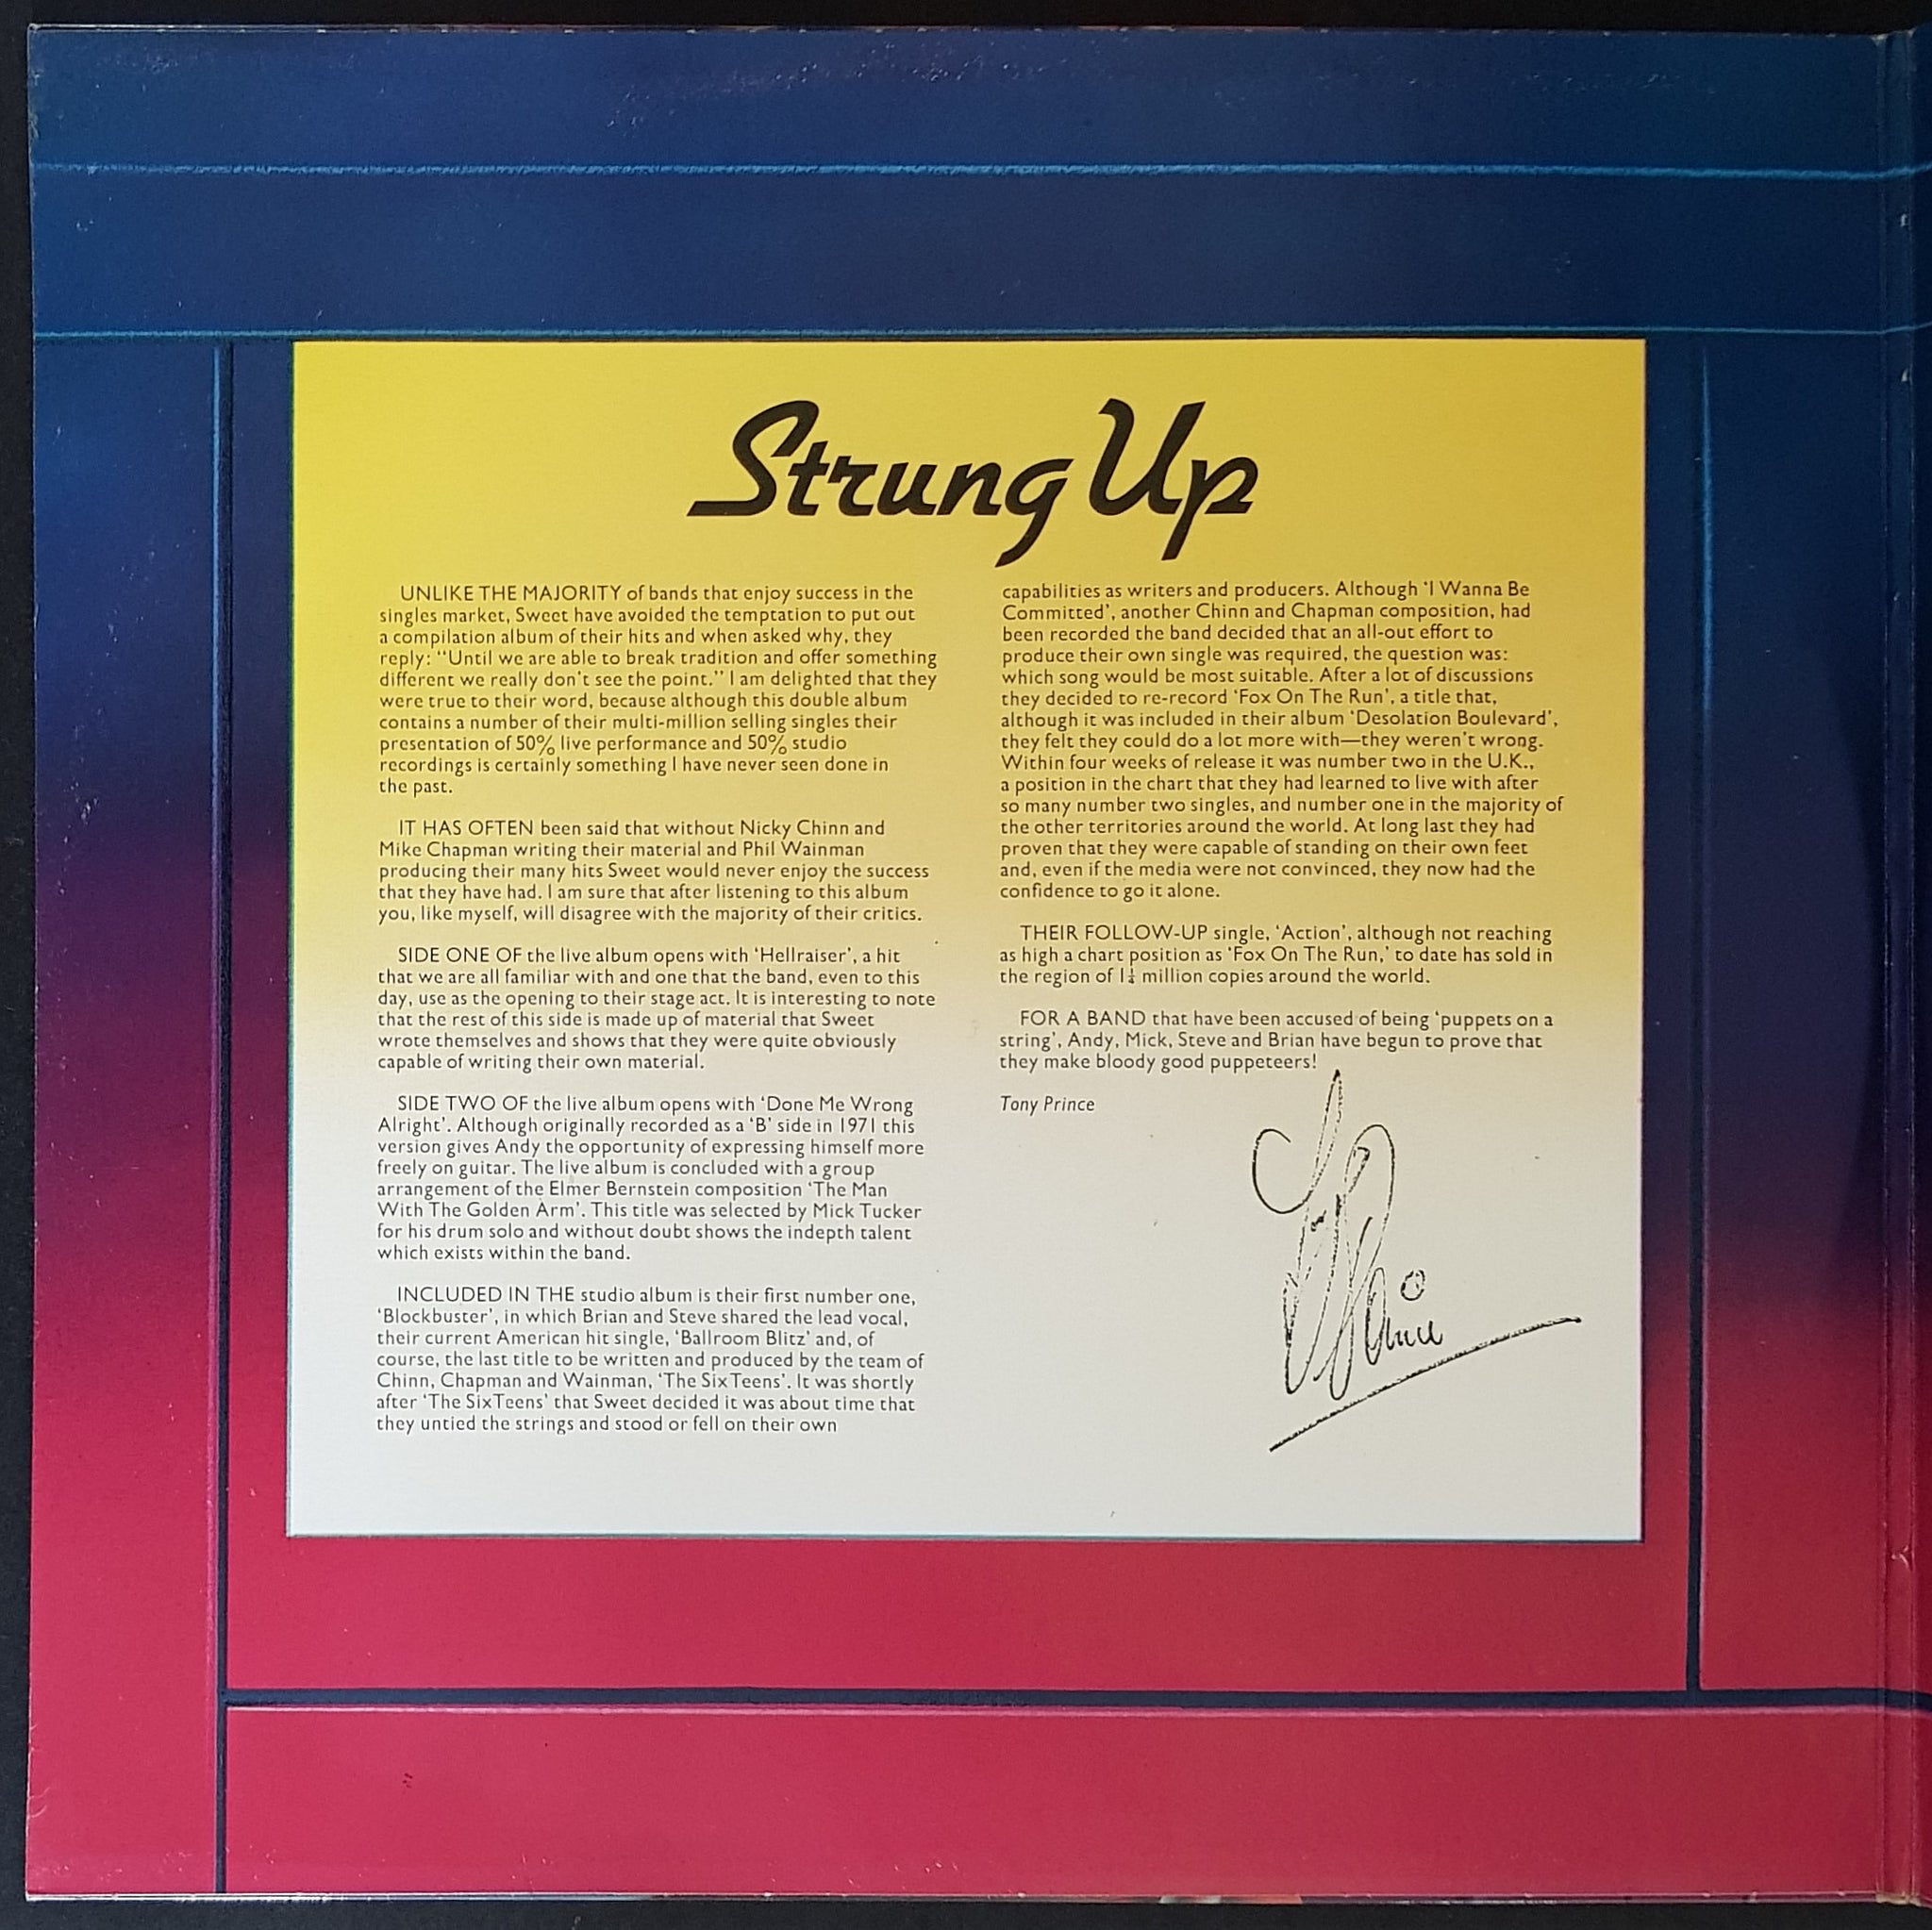 Strung Up
UNLIKE THE MAJORITY of bands that enjoy success in the
singles market, Sweet have avoided the temptation to put out
a compilation album of their hits and when asked why, they
reply: "Until we are able to break tradition and offer something
different we really don't see the point." I am delighted that they
were true to their word, because although this double album
contains a number of their multi-million selling singles their
presentation of 50% live performance and 50% studio
recordings is certainly something I have never seen done in
the past.
IT HAS OFTEN been said that without Nicky Chinn and
Mike Chapman writing their material and Phil Wainman
producing their many hits Sweet would never enjoy the success
that they have had. I am sure that after listening to this album
you, like myself, will disagree with the majority of their critics.
SIDE ONE OF the live album opens with 'Hellraiser', a hit
that we are all familiar with and one that the band, even to this
day, use as the opening to their stage act. It is interesting to note
that the rest of this side is made up of material that Sweet
wrote themselves and shows that they were quite obviously
capable of writing their own material.
SIDE TWO OF the live album opens with 'Done Me Wrong
Alright'. Although originally recorded as a 'B' side in 1971 this
version gives Andy the opportunity of expressing himself more
freely on guitar. The live album is concluded with a group
arrangement of the Elmer Bernstein composition 'The Man
With The Golden Arm'. This title was selected by Mick Tucker
for his drum solo and without doubt shows the indepth talent
which exists within the band.
INCLUDED IN THE studio album is their first number one,
'Blockbuster', in which Brian and Steve shared the lead vocal,
their current American hit single, 'Ballroom Blitz' and, of
course, the last title to be written and produced by the team of
Chinn, Chapman and Wainman, 'The Six Teens'. It was shortly
after 'The Six Teens' that Sweet decided it was about time that
they untied the strings and stood or fell on their own
capabilities as writers and producers. Although 'I Wanna Be
Committed', another Chinn and Chapman composition, had
been recorded the band decided that an all-out effort to
produce their own single was required, the question was:
which song would be most suitable. After a lot of discussions
they decided to re-record 'Fox On The Run', a title that,
although it was included in their album 'Desolation Boulevard',
they felt they could do a lot more with—they weren't wrong.
Within four weeks of release it was number two in the U.K.,
a position in the chart that they had learned to live with after
so many number two singles, and number one in the majority of
the other territories around the world. At long last they had
proven that they were capable of standing on their own feet
and, even if the media were not convinced, they now had the
confidence to go it alone.
THEIR FOLLOW-UP single, 'Action', although not reaching
as high a chart position as 'Fox On The Run,' to date has sold in
the region of 1¼ million copies around the world.
FOR A BAND that have been accused of being 'puppets on a
string', Andy, Mick, Steve and Brian have begun to prove that
they make bloody good puppeteers!
Tony Prince